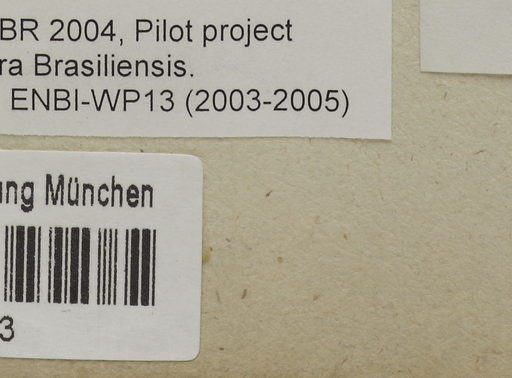 BR 2004, Pilot project
ra Brasiliensis.
ENBI-WP13 (2003-2005)
ung München
3